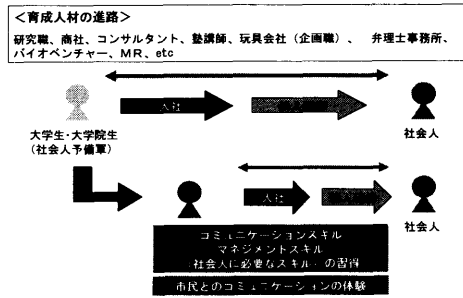 ＜育成人材の進路＞
研究職、商社、コンサルタント、塾講師、玩具会社（企画職）、 弁理士事務所、
バイオベンチャー、MR、etc
入社
大学生・大学院生
（社会人予備軍）
社会人
入社
社会人
コミュニケーションスキル
マネジメントスキル
（社会人に必要なスキル）の習得
市民とのコミュニケーションの体験